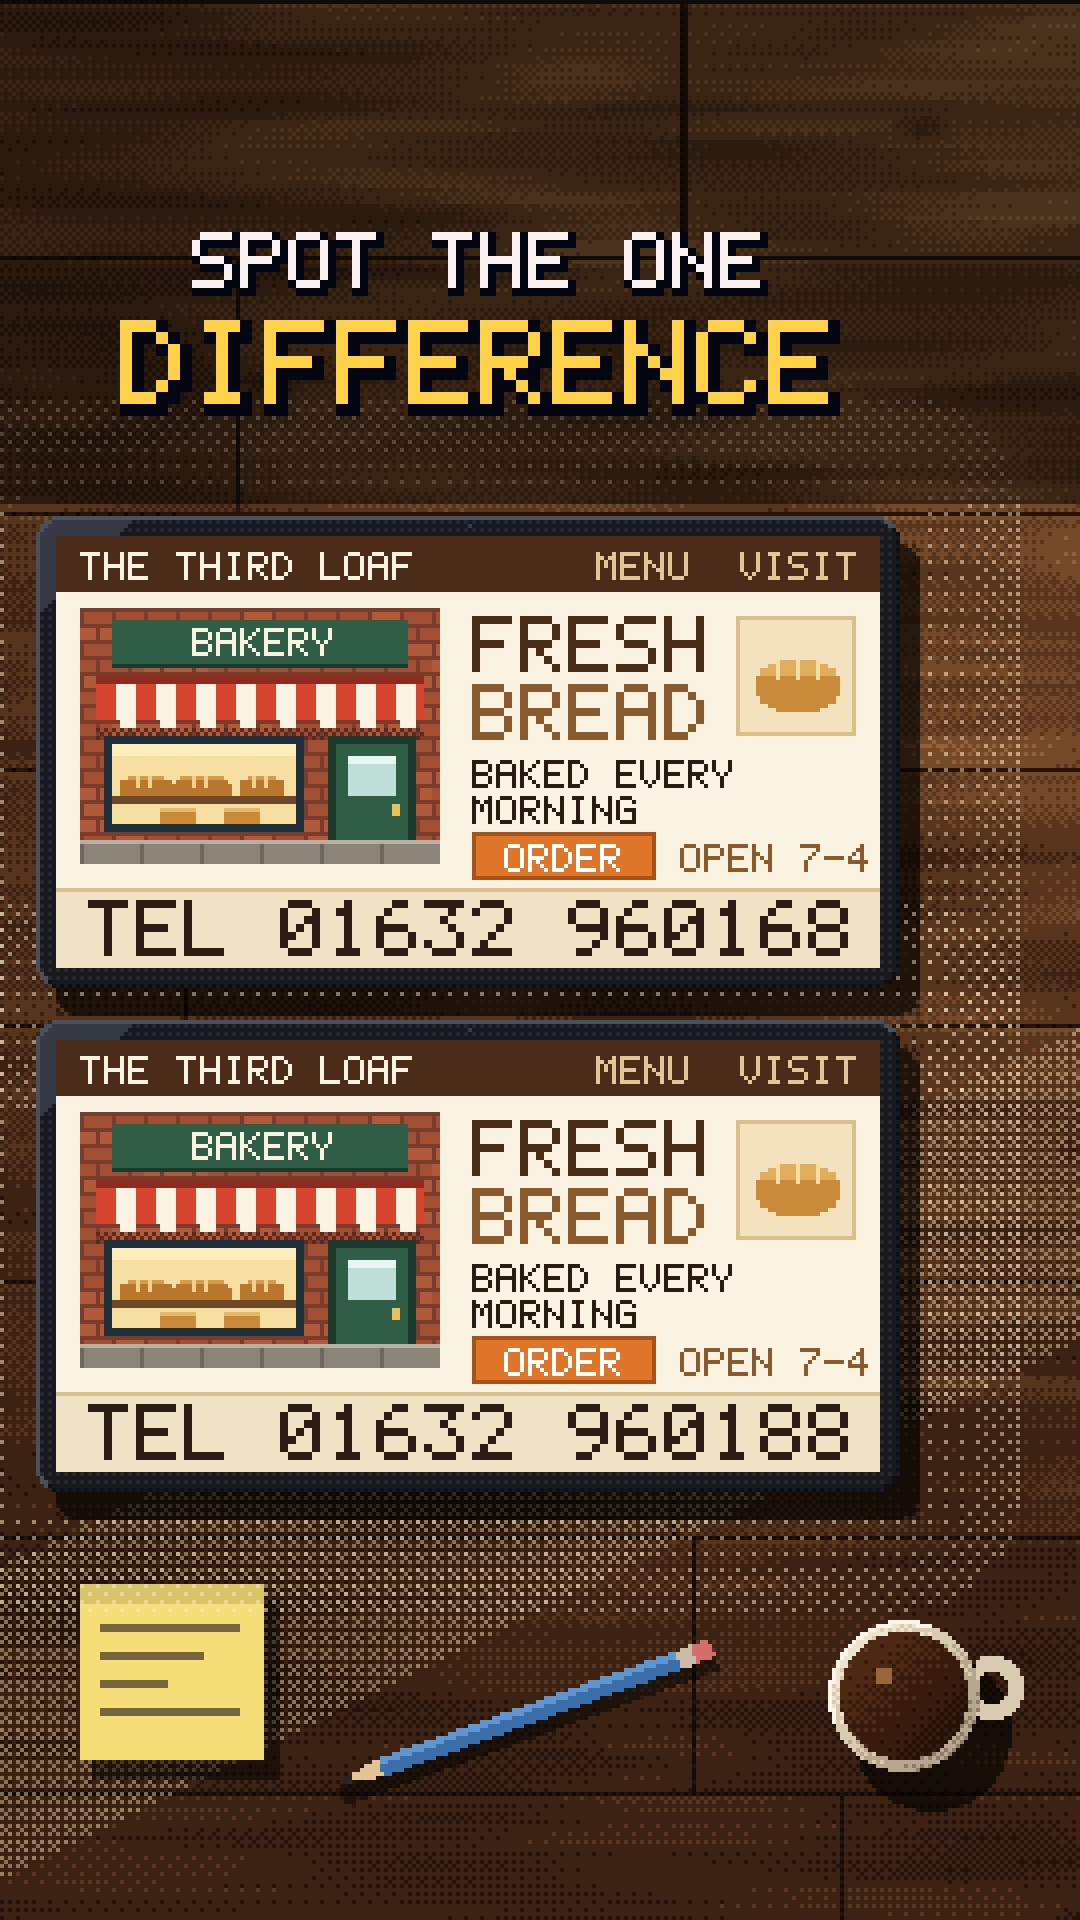 SPOT THE ONE
DIFFERENCE
THE THIRD LOAF MENU VISIT
BAKERY
FRESH
BREAD
BAKED EVERY
MORNING
ORDER OPEN 7-4
TEL 01632 960168
THE THIRD LOAF MENU VISIT
BAKERY
FRESH
BREAD
BAKED EVERY
MORNING
ORDER OPEN 7-4
TEL 01632 960188